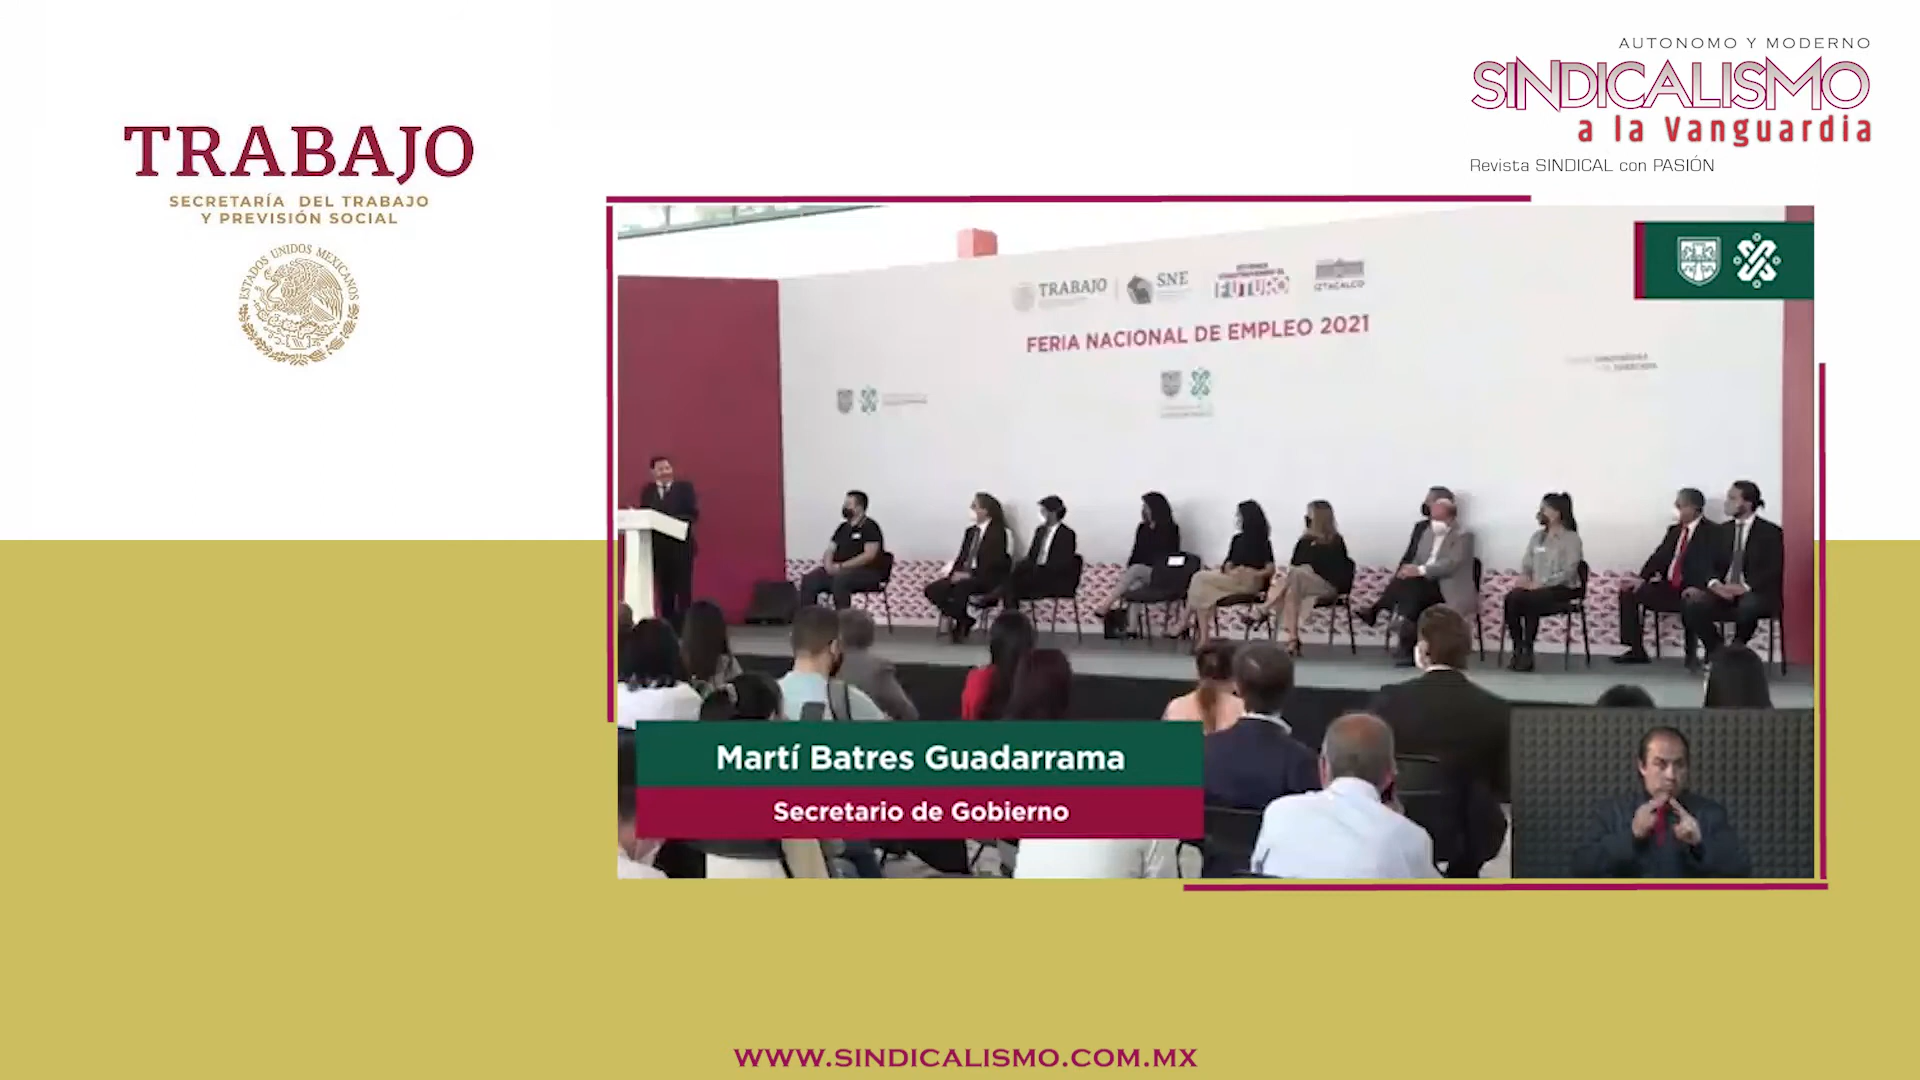 AUTONOMO Y MODERNO
SINDICALISMO
a la Vanguardia
Revista SINDICAL con PASIÓN
TRABAJO
SECRETARÍA DEL TRABAJO
Y PREVISIÓN SOCIAL
ESTADOS UNIDOS MEXICANOS
TRABAJO
SNE
FUTURO
IZTACALCO
FERIA NACIONAL DE EMPLEO 2021
Martí Batres Guadarrama
Secretario de Gobierno
WWW.SINDICALISMO.COM.MX